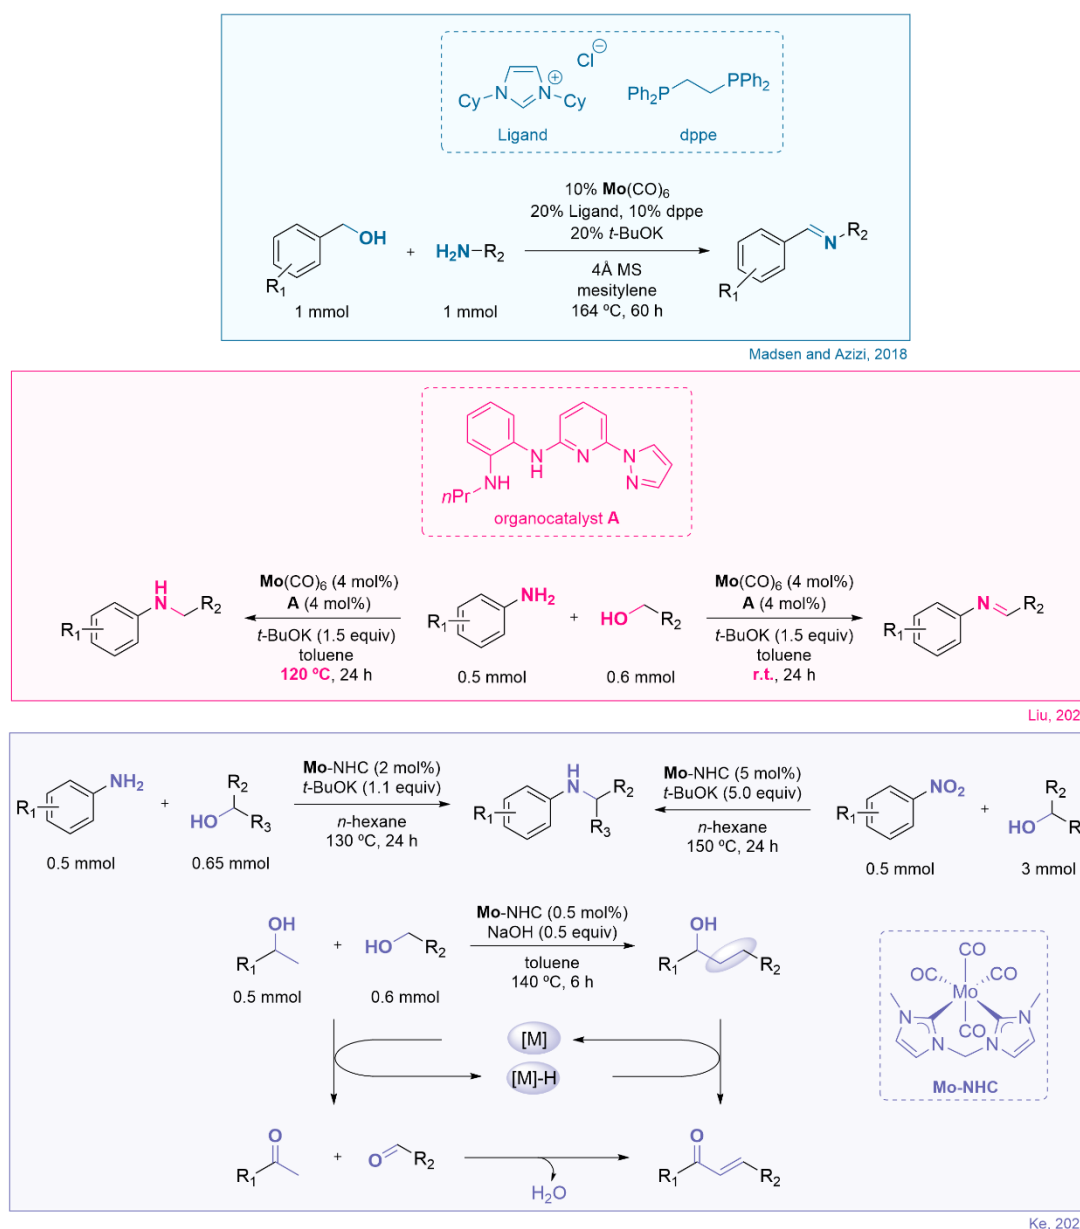 Cl⊖
N N ⊕
Cy Cy
Ligand
Ph2P PPh2
dppe
OH
R1
1 mmol
+
H2N R2
1 mmol
10% Mo(CO)6
20% Ligand, 10% dppe
20% t-BuOK
4Å MS
mesitylene
164 ºC, 60 h
N R2
R1
Madsen and Azizi, 2018
N
H
N
N
N
NH
nPr
organocatalyst A
H
N
R2
R1
Mo(CO)6 (4 mol%)
A (4 mol%)
t-BuOK (1.5 equiv)
toluene
120 ºC, 24 h
NH2
R1
0.5 mmol
+
HO R2
0.6 mmol
Mo(CO)6 (4 mol%)
A (4 mol%)
t-BuOK (1.5 equiv)
toluene
r.t., 24 h
N R2
R1
Liu, 202
NH2
R1
0.5 mmol
+
R2
HO R3
0.65 mmol
Mo-NHC (2 mol%)
t-BuOK (1.1 equiv)
n-hexane
130 ºC, 24 h
H
N R2
R1
R3
Mo-NHC (5 mol%)
t-BuOK (5.0 equiv)
n-hexane
150 ºC, 24 h
NO2
R1
0.5 mmol
+
R2
HO R3
3 mmol
OH
R1
0.5 mmol
+
HO R2
0.6 mmol
Mo-NHC (0.5 mol%)
NaOH (0.5 equiv)
toluene
140 ºC, 6 h
OH
R1 R2
CO
OC CO
Mo
CO
N N
N N
Mo-NHC
[M]
[M]-H
O
R1
+
O R2
H2O
O
R1 R2
Ke, 202